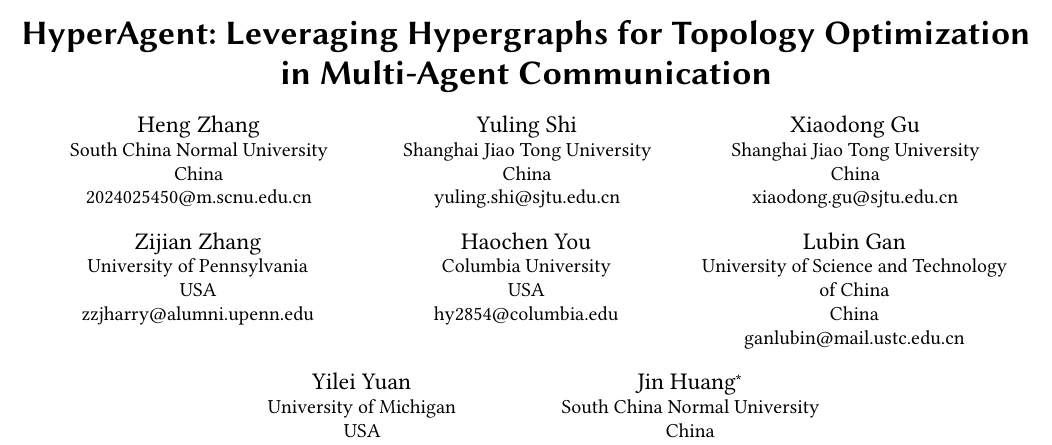 HyperAgent: Leveraging Hypergraphs for Topology Optimization
in Multi-Agent Communication
Heng Zhang
South China Normal University
China
2024025450@m.scnu.edu.cn
Yuling Shi
Shanghai Jiao Tong University
China
yuling.shi@sjtu.edu.cn
Xiaodong Gu
Shanghai Jiao Tong University
China
xiaodong.gu@sjtu.edu.cn
Zijian Zhang
University of Pennsylvania
USA
zzjharry@alumni.upenn.edu
Haochen You
Columbia University
USA
hy2854@columbia.edu
Lubin Gan
University of Science and Technology
of China
China
ganlubin@mail.ustc.edu.cn
Yilei Yuan
University of Michigan
USA
Jin Huang*
South China Normal University
China